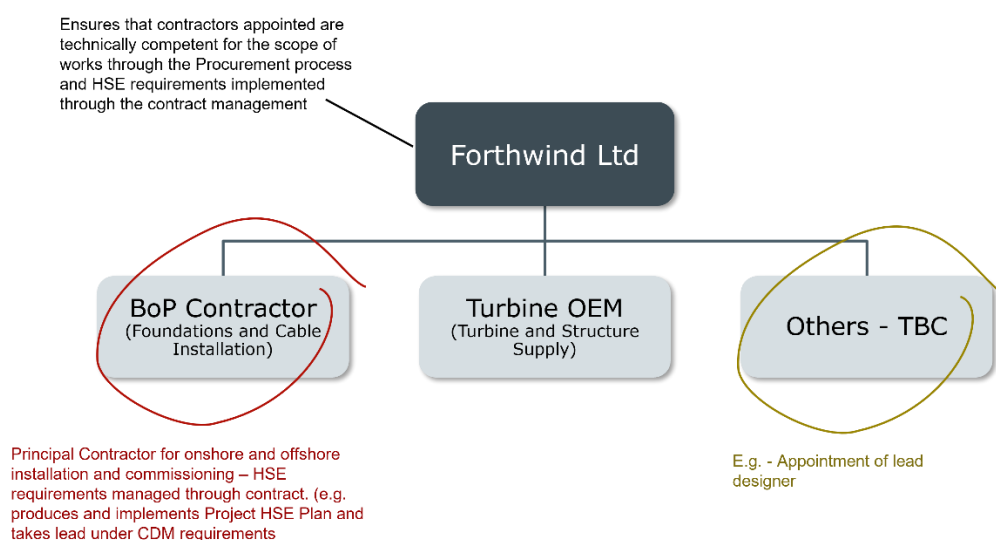 Ensures that contractors appointed are
technically competent for the scope of
works through the Procurement process
and HSE requirements implemented
through the contract management
Forthwind Ltd
BoP Contractor
(Foundations and Cable
Installation)
Turbine OEM
(Turbine and Structure
Supply)
Others - TBC
Principal Contractor for onshore and offshore
installation and commissioning – HSE
requirements managed through contract. (e.g.
produces and implements Project HSE Plan and
takes lead under CDM requirements
E.g. - Appointment of lead
designer